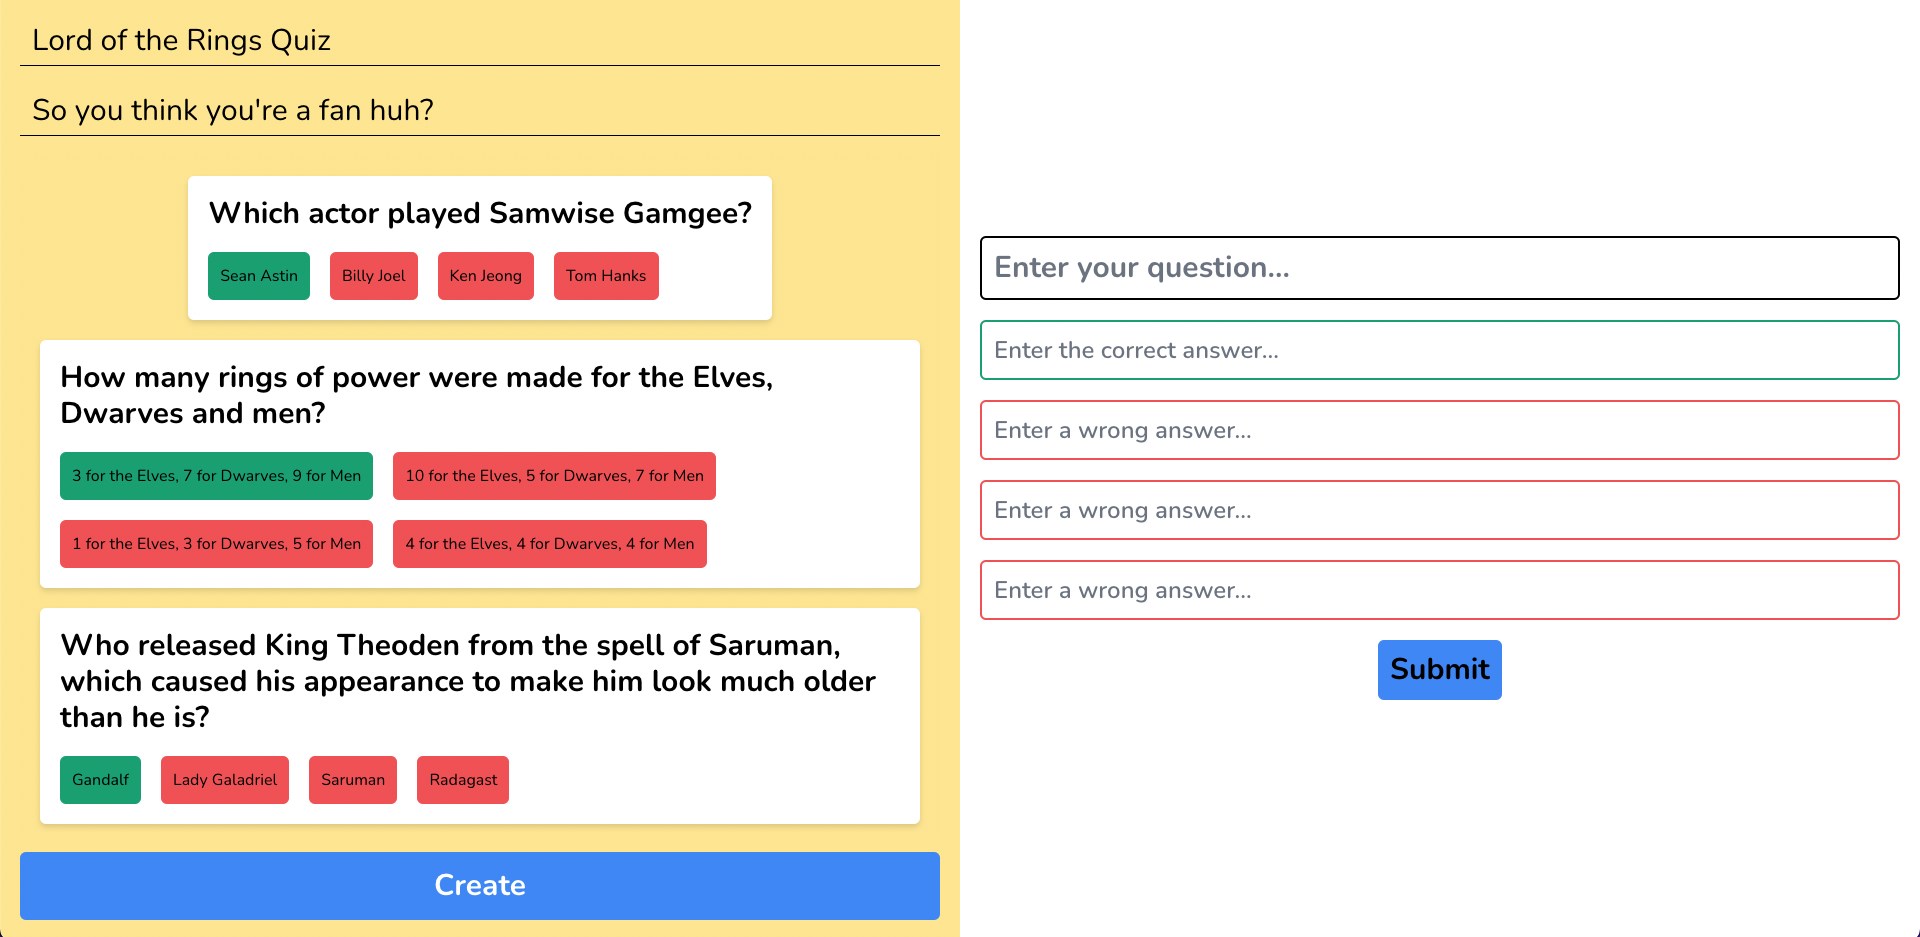 Lord of the Rings Quiz
So you think you're a fan huh?
Which actor played Samwise Gamgee?
Sean Astin
Billy Joel
Ken Jeong
Tom Hanks
How many rings of power were made for the Elves,
Dwarves and men?
3 for the Elves, 7 for Dwarves, 9 for Men
10 for the Elves, 5 for Dwarves, 7 for Men
1 for the Elves, 3 for Dwarves, 5 for Men
4 for the Elves, 4 for Dwarves, 4 for Men
Who released King Theoden from the spell of Saruman,
which caused his appearance to make him look much older
than he is?
Gandalf
Lady Galadriel
Saruman
Radagast
Create
Enter your question...
Enter the correct answer...
Enter a wrong answer...
Enter a wrong answer...
Enter a wrong answer...
Submit